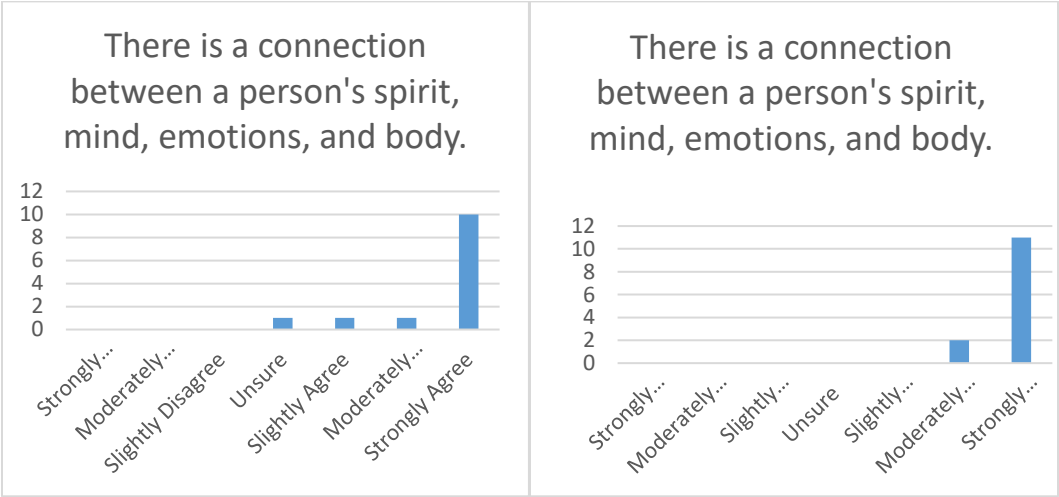 There is a connection
between a person's spirit,
mind, emotions, and body.
12
10
8
6
4
2
0
Strongly...
Moderately...
Slightly Disagree
Unsure
Slightly Agree
Moderately...
Strongly Agree
There is a connection
between a person's spirit,
mind, emotions, and body.
12
10
8
6
4
2
0
Strongly...
Moderately...
Slightly...
Unsure
Slightly...
Moderately...
Strongly...